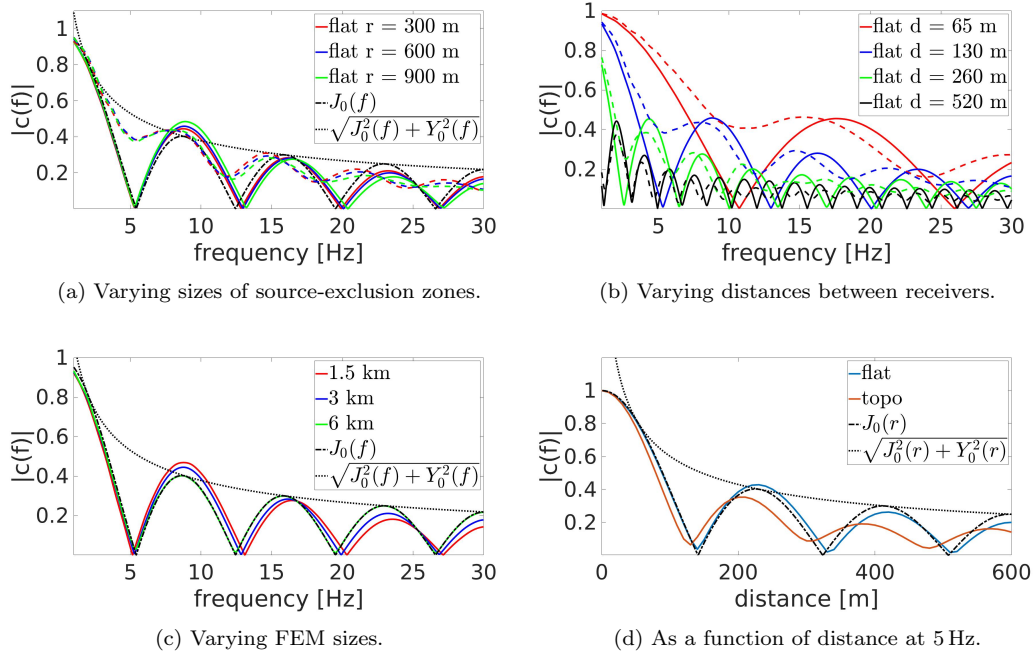 1
0.8
0.6
0.4
0.2
|c(f)|
5 10 15 20 25 30
frequency [Hz]
flat r = 300 m
flat r = 600 m
flat r = 900 m
J₀(f)
√J₀²(f) + Y₀²(f)
(a) Varying sizes of source-exclusion zones.
1
0.8
0.6
0.4
0.2
0
|c(f)|
0 5 10 15 20 25 30
frequency [Hz]
flat d = 65 m
flat d = 130 m
flat d = 260 m
flat d = 520 m
(b) Varying distances between receivers.
1
0.8
0.6
0.4
0.2
|c(f)|
5 10 15 20 25 30
frequency [Hz]
1.5 km
3 km
6 km
J₀(f)
√J₀²(f) + Y₀²(f)
(c) Varying FEM sizes.
1
0.8
0.6
0.4
0.2
|c(f)|
0 200 400 600
distance [m]
flat
topo
J₀(r)
√J₀²(r) + Y₀²(r)
(d) As a function of distance at 5 Hz.